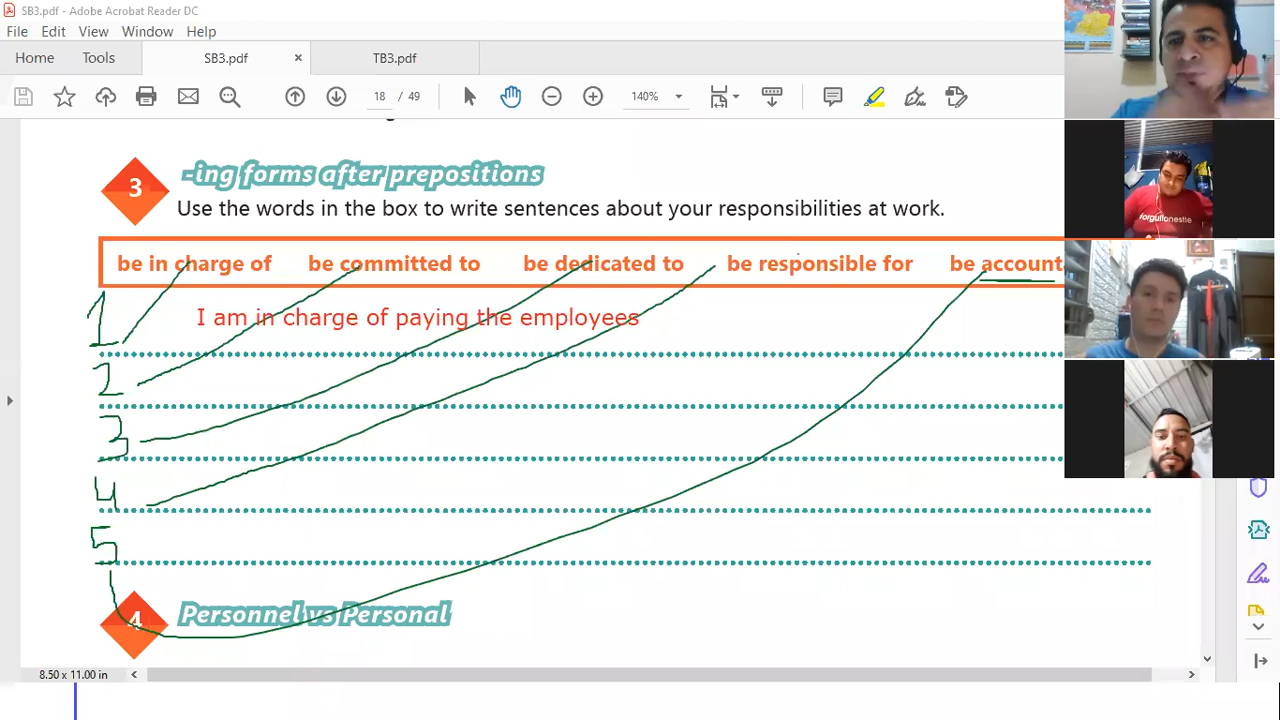 SB3.pdf - Adobe Acrobat Reader DC
File Edit View Window Help
Home Tools SB3.pdf × TB3.pdf
18 / 49 140%
3 -ing forms after prepositions
Use the words in the box to write sentences about your responsibilities at work.
be in charge of be committed to be dedicated to be responsible for be account
1 I am in charge of paying the employees
2
3
4
5
4 Personnel vs Personal
8.50 x 11.00 in